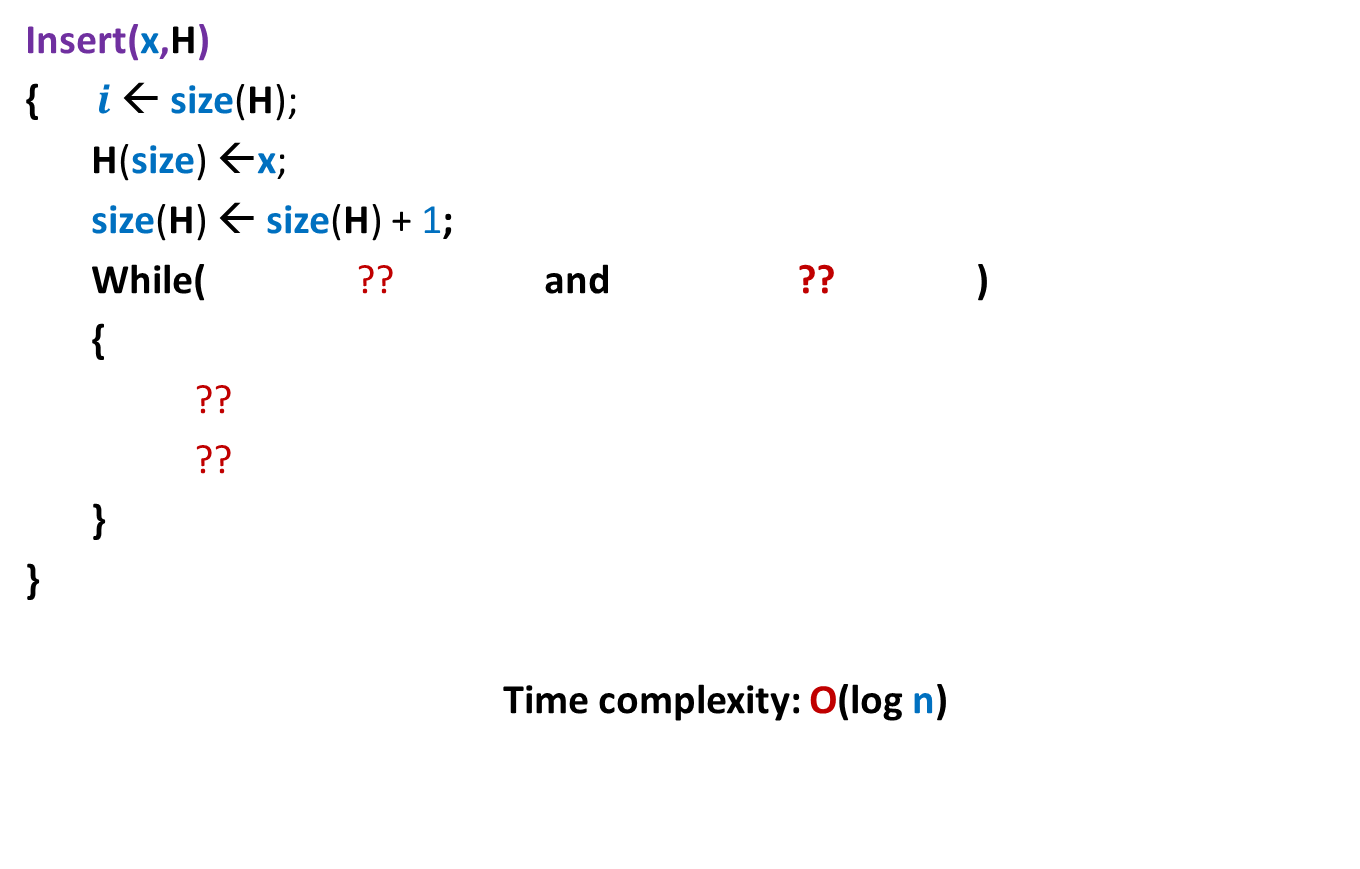 Insert(x,H)
{ i ← size(H);
H(size) ←x;
size(H) ← size(H) + 1;
While( ?? and ?? )
{
??
??
}
}
Time complexity: O(log n)